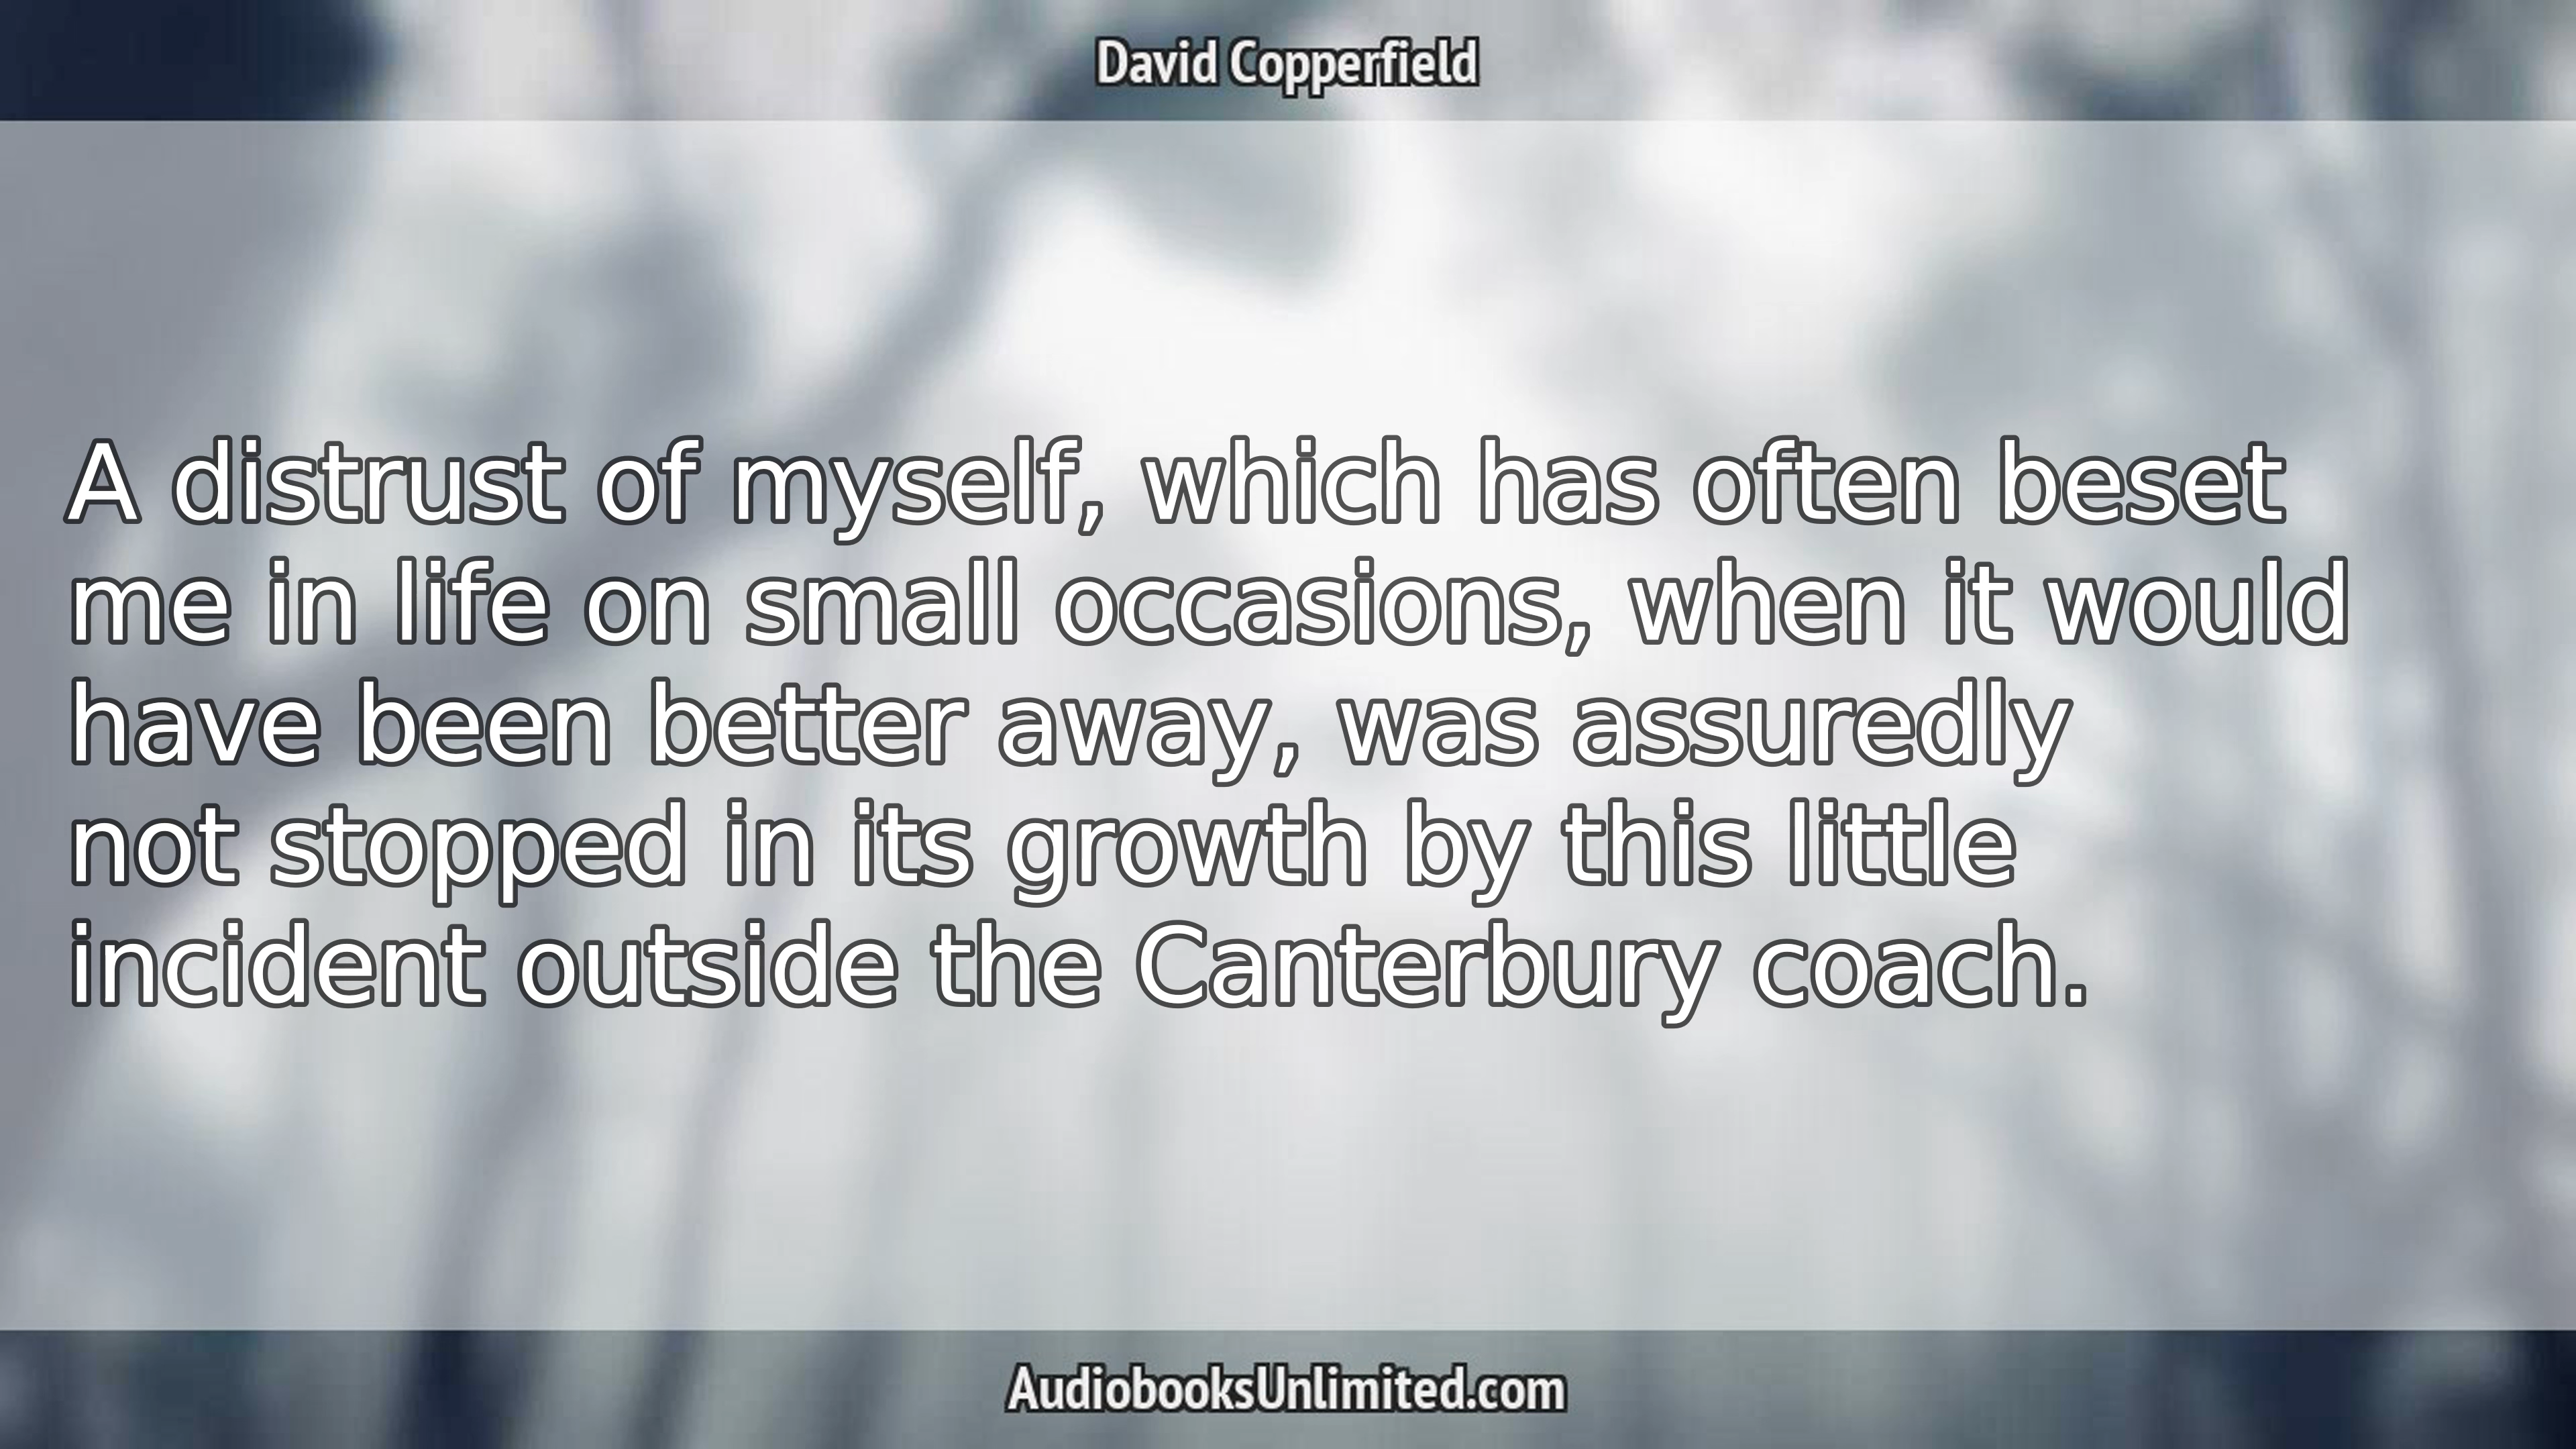 David Copperfield
A distrust of myself, which has often beset
me in life on small occasions, when it would
have been better away, was assuredly
not stopped in its growth by this little
incident outside the Canterbury coach.
AudiobooksUnlimited.com